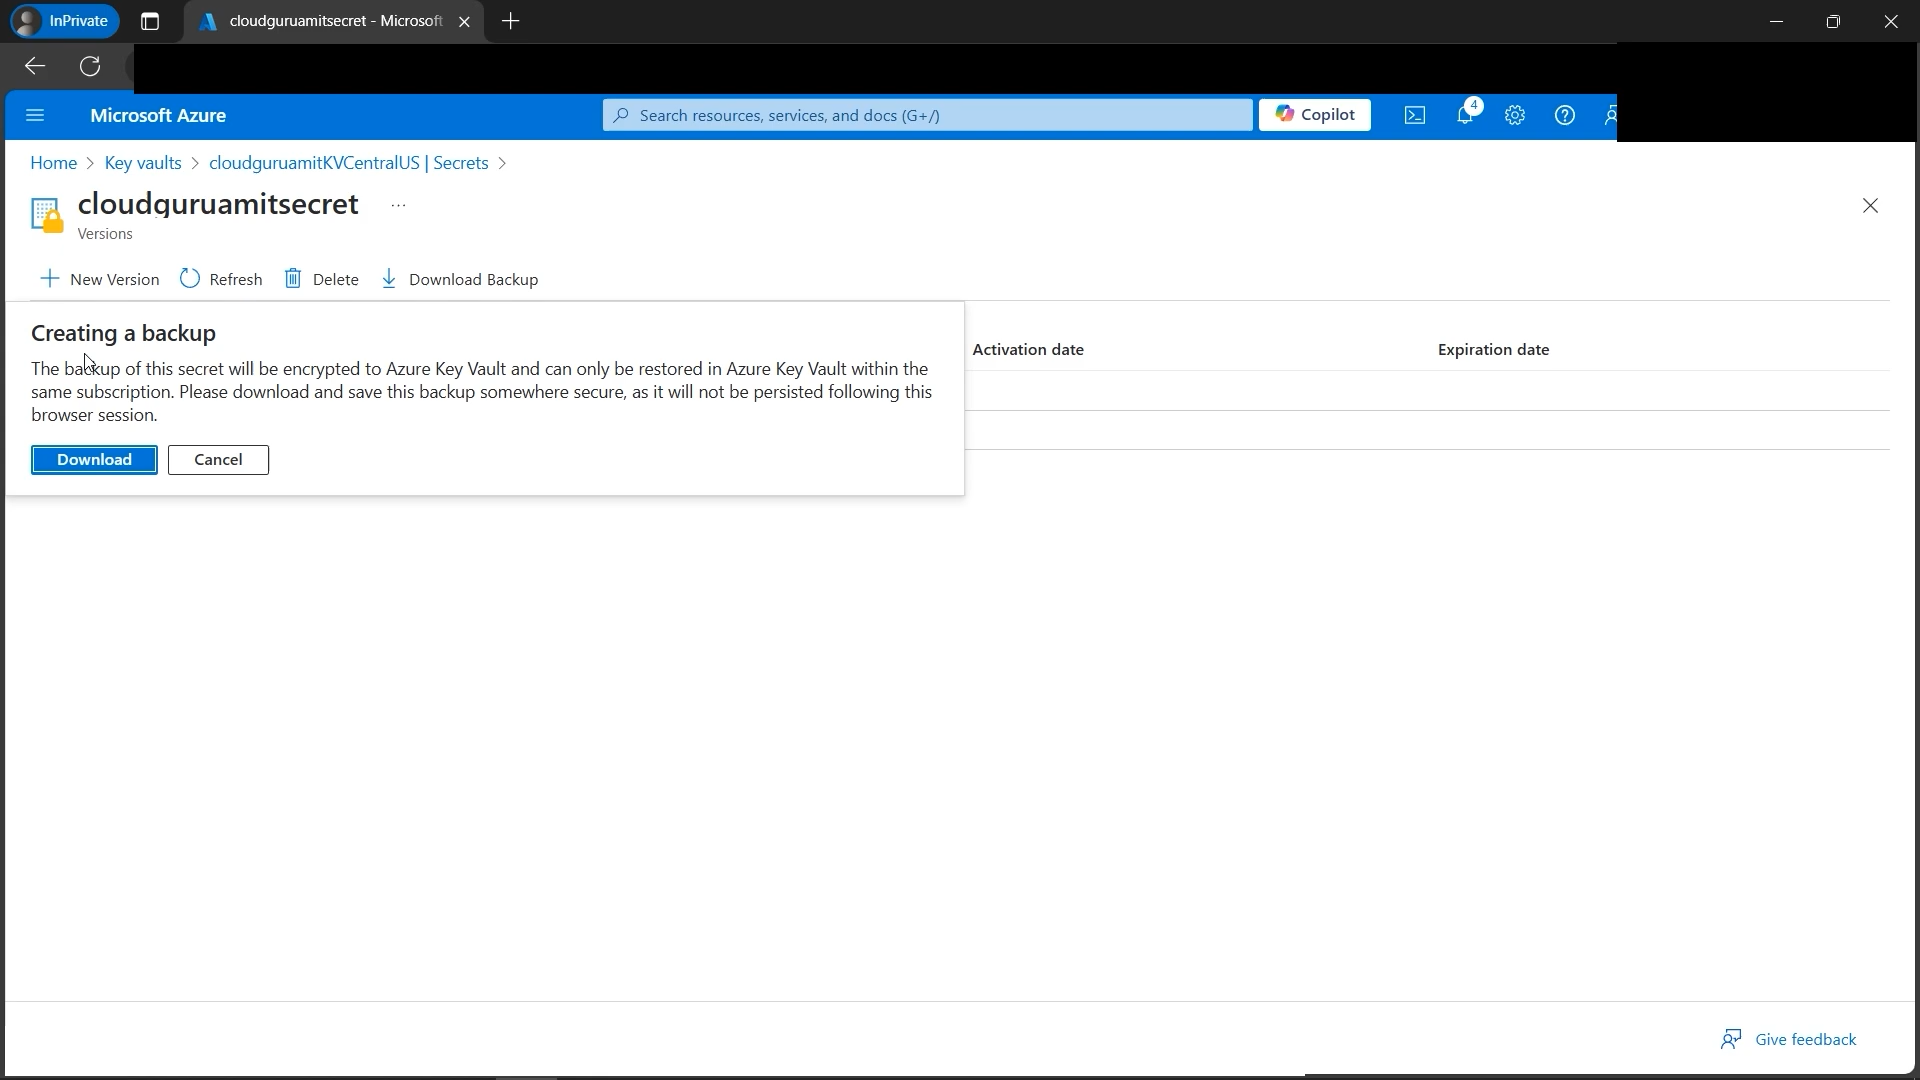 InPrivate
cloudguruamitsecret - Microsoft
Microsoft Azure
Search resources, services, and docs (G+/)
Copilot
4
Home > Key vaults > cloudguruamitKVCentralUS | Secrets >
cloudguruamitsecret ...
Versions
New Version Refresh Delete Download Backup
Creating a backup
The backup of this secret will be encrypted to Azure Key Vault and can only be restored in Azure Key Vault within the
same subscription. Please download and save this backup somewhere secure, as it will not be persisted following this
browser session.
Download Cancel
Activation date Expiration date
Give feedback